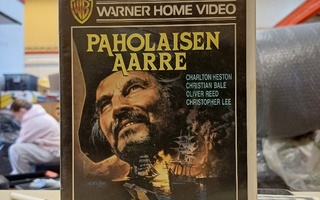 WB
WARNER HOME VIDEO
PAHOLAISEN
AARRE
CHARLTON HESTON
CHRISTIAN BALE
OLIVER REED
CHRISTOPHER LEE